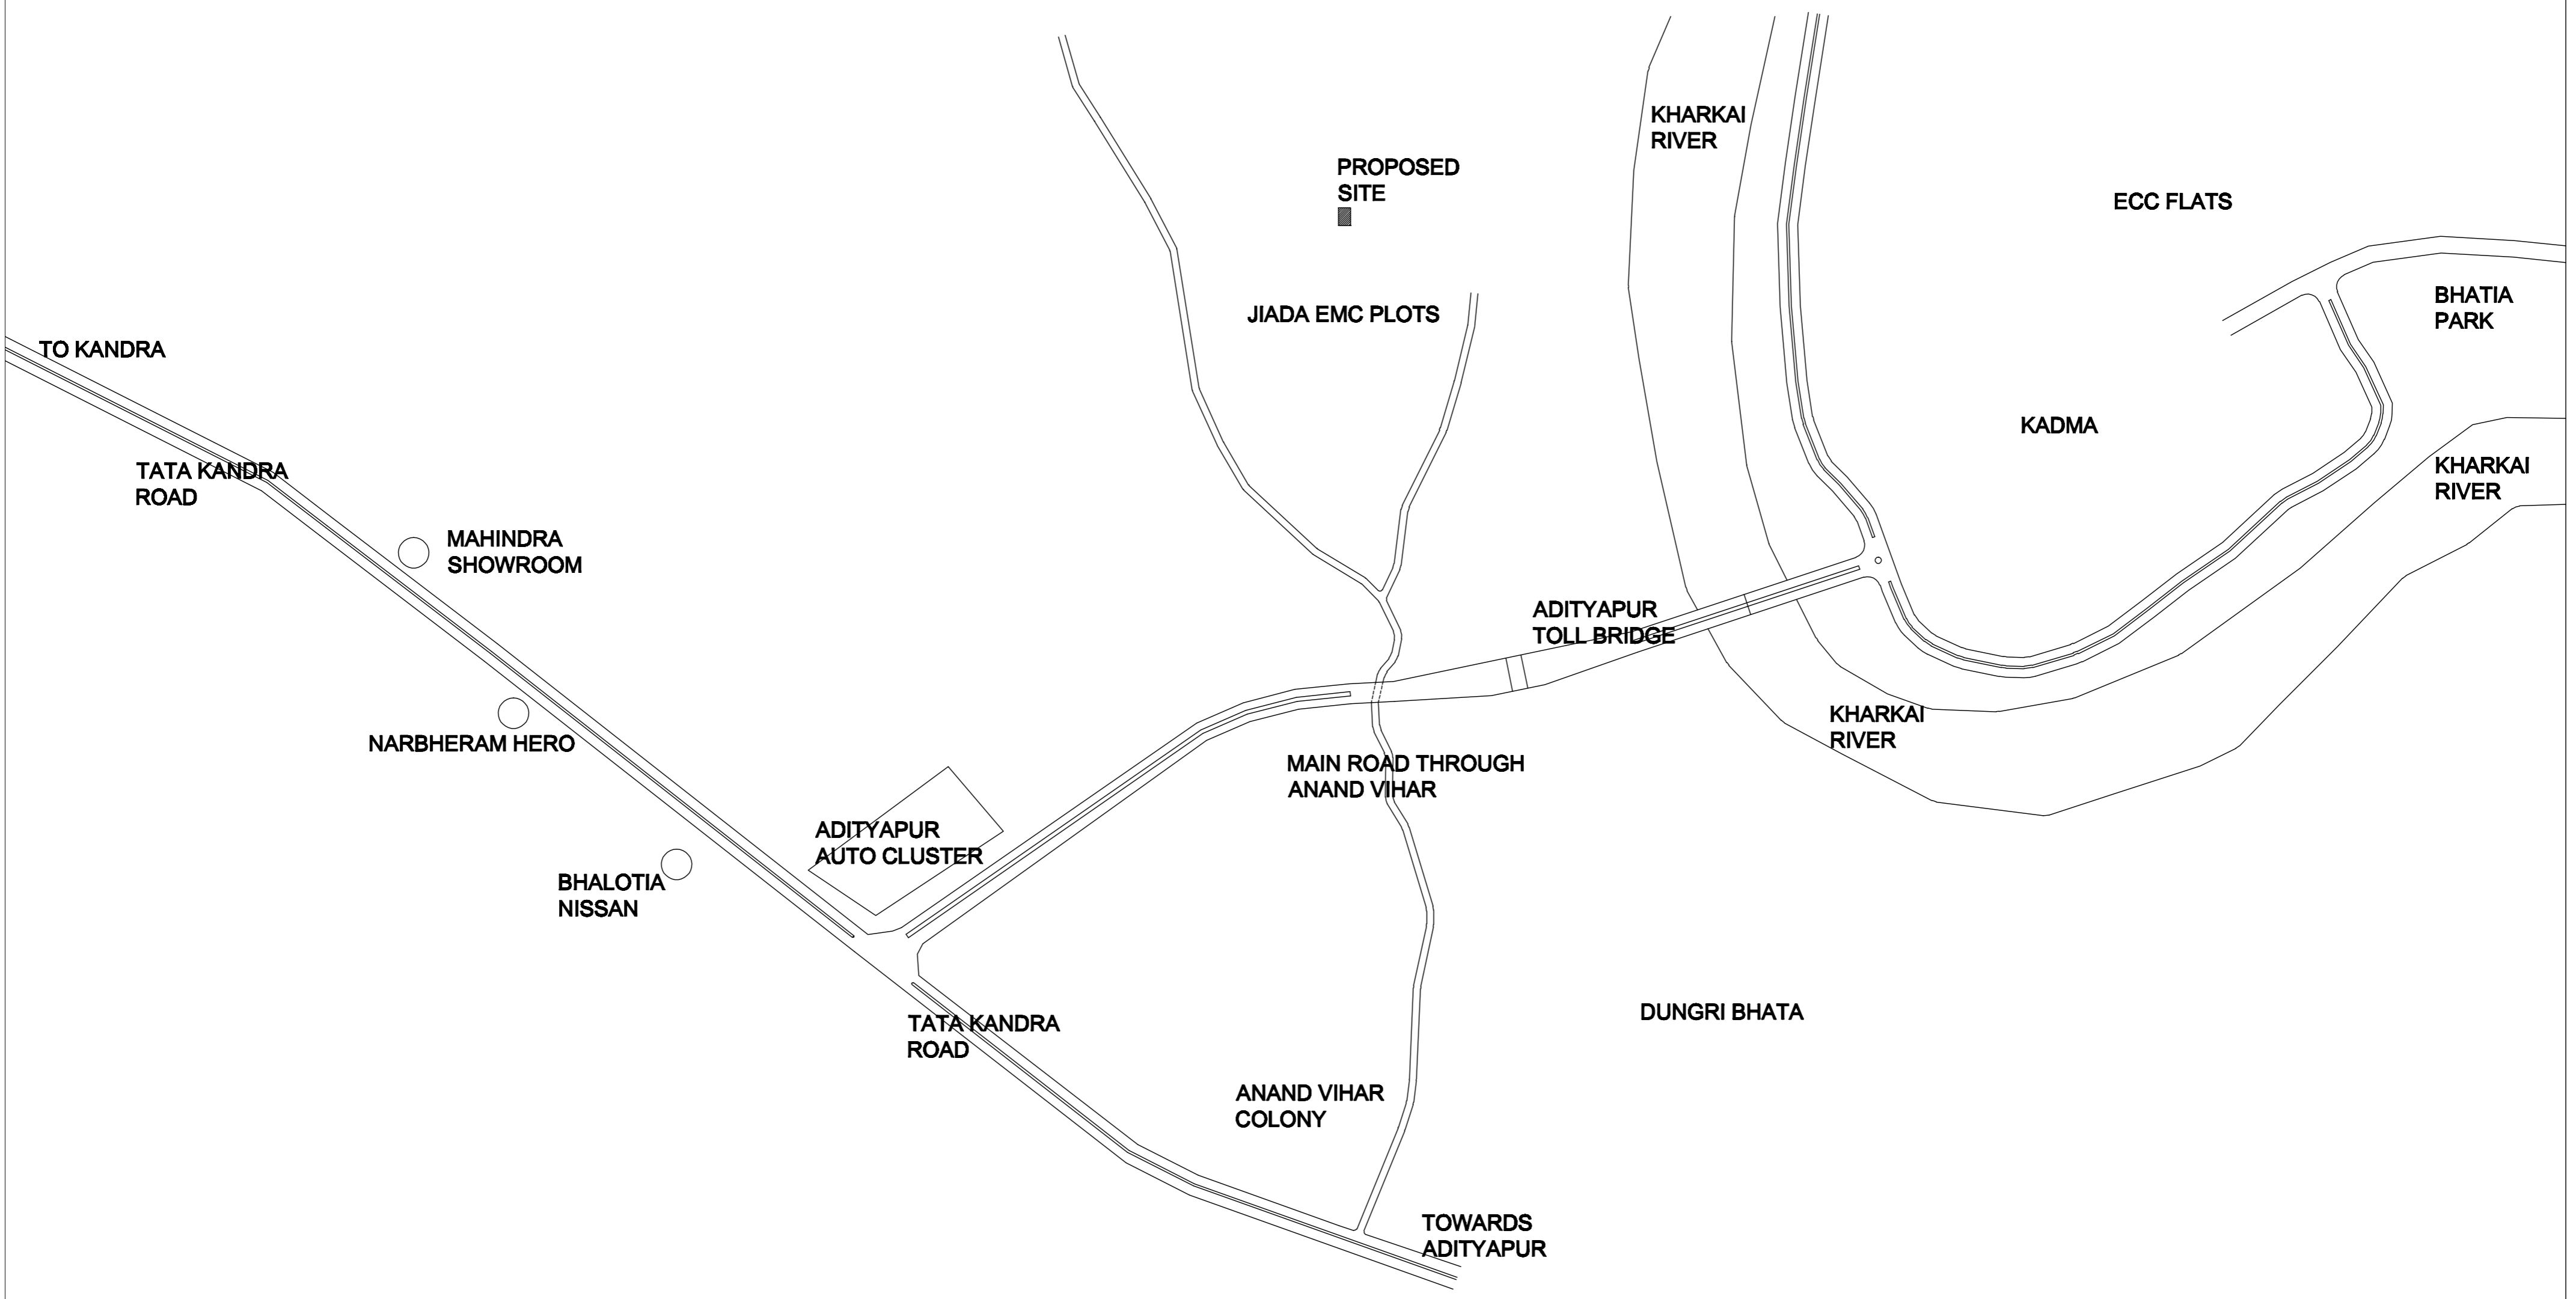 KHARKAI
RIVER
PROPOSED
SITE
ECC FLATS
BHATIA
PARK
JIADA EMC PLOTS
TO KANDRA
KADMA
TATA KANDRA
ROAD
KHARKAI
RIVER
MAHINDRA
SHOWROOM
ADITYAPUR
TOLL BRIDGE
KHARKAI
RIVER
NARBHERAM HERO
MAIN ROAD THROUGH
ANAND VIHAR
ADITYAPUR
AUTO CLUSTER
BHALOTIA
NISSAN
DUNGRI BHATA
TATA KANDRA
ROAD
ANAND VIHAR
COLONY
TOWARDS
ADITYAPUR